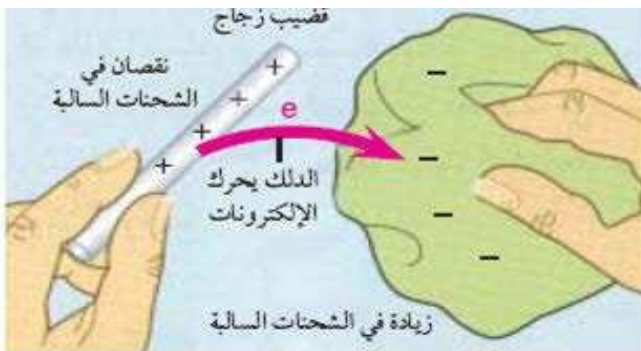 قضيب زجاج
نقصان في
الشحنات السالبة
+
+
+
+
e
الدلك يحرك
الإلكترونات
−
−
−
−
زيادة في الشحنات السالبة